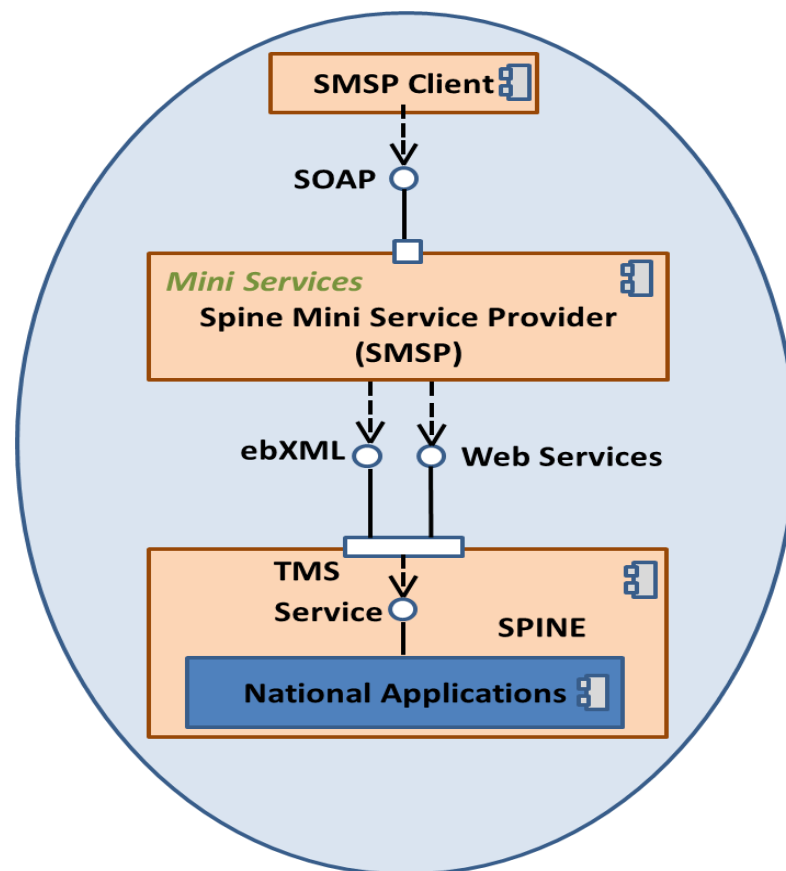 SMSP Client
SOAP
Mini Services
Spine Mini Service Provider
(SMSP)
ebXML
Web Services
TMS
Service
SPINE
National Applications